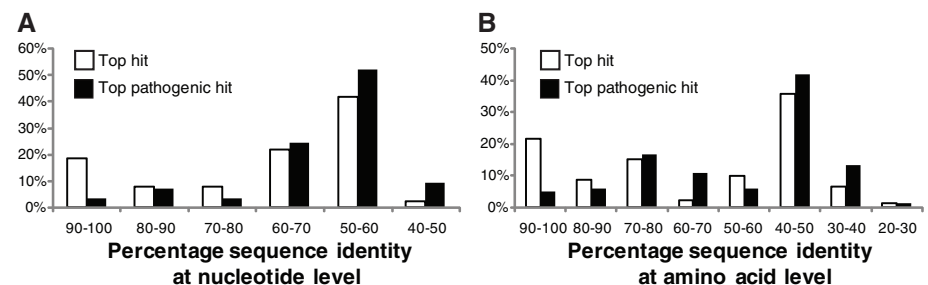 A
60%
50%
40%
30%
20%
10%
0%
Top hit
Top pathogenic hit
90-100 80-90 70-80 60-70 50-60 40-50
Percentage sequence identity
at nucleotide level
B
50%
40%
30%
20%
10%
0%
Top hit
Top pathogenic hit
90-100 80-90 70-80 60-70 50-60 40-50 30-40 20-30
Percentage sequence identity
at amino acid level